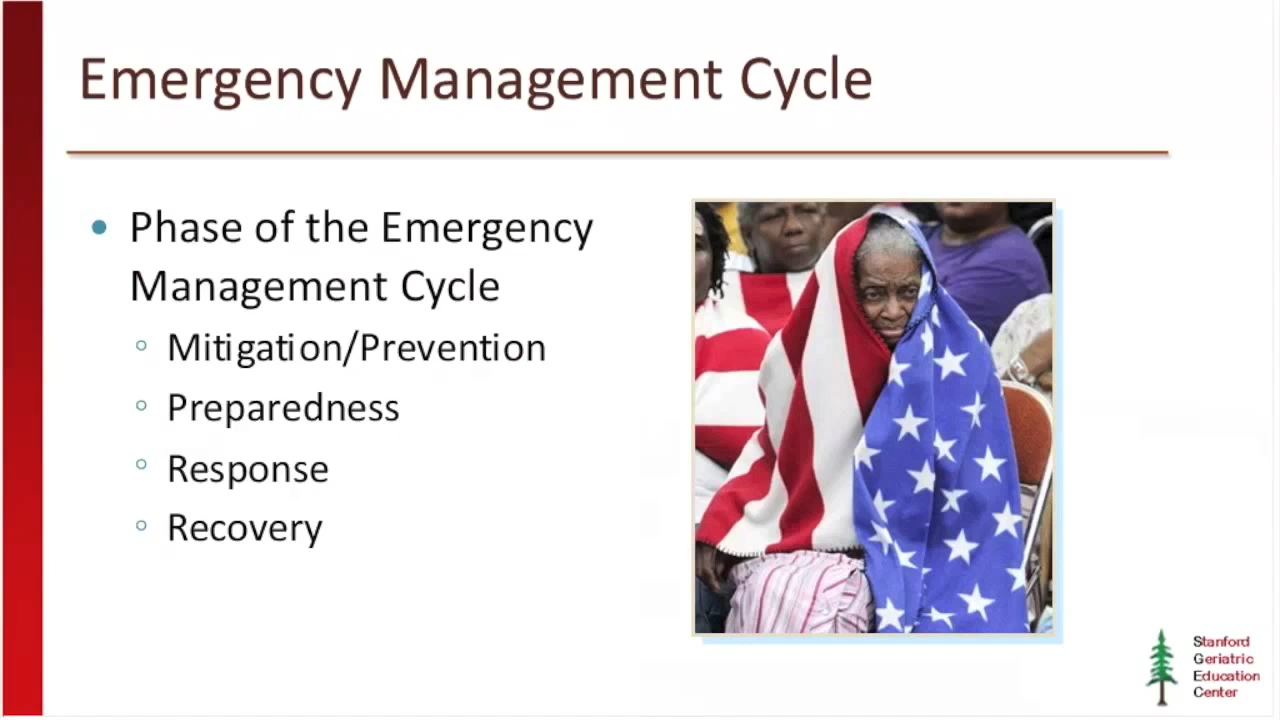 Emergency Management Cycle
• Phase of the Emergency
Management Cycle
◦ Mitigation/Prevention
◦ Preparedness
◦ Response
◦ Recovery
Stanford
Geriatric
Education
Center